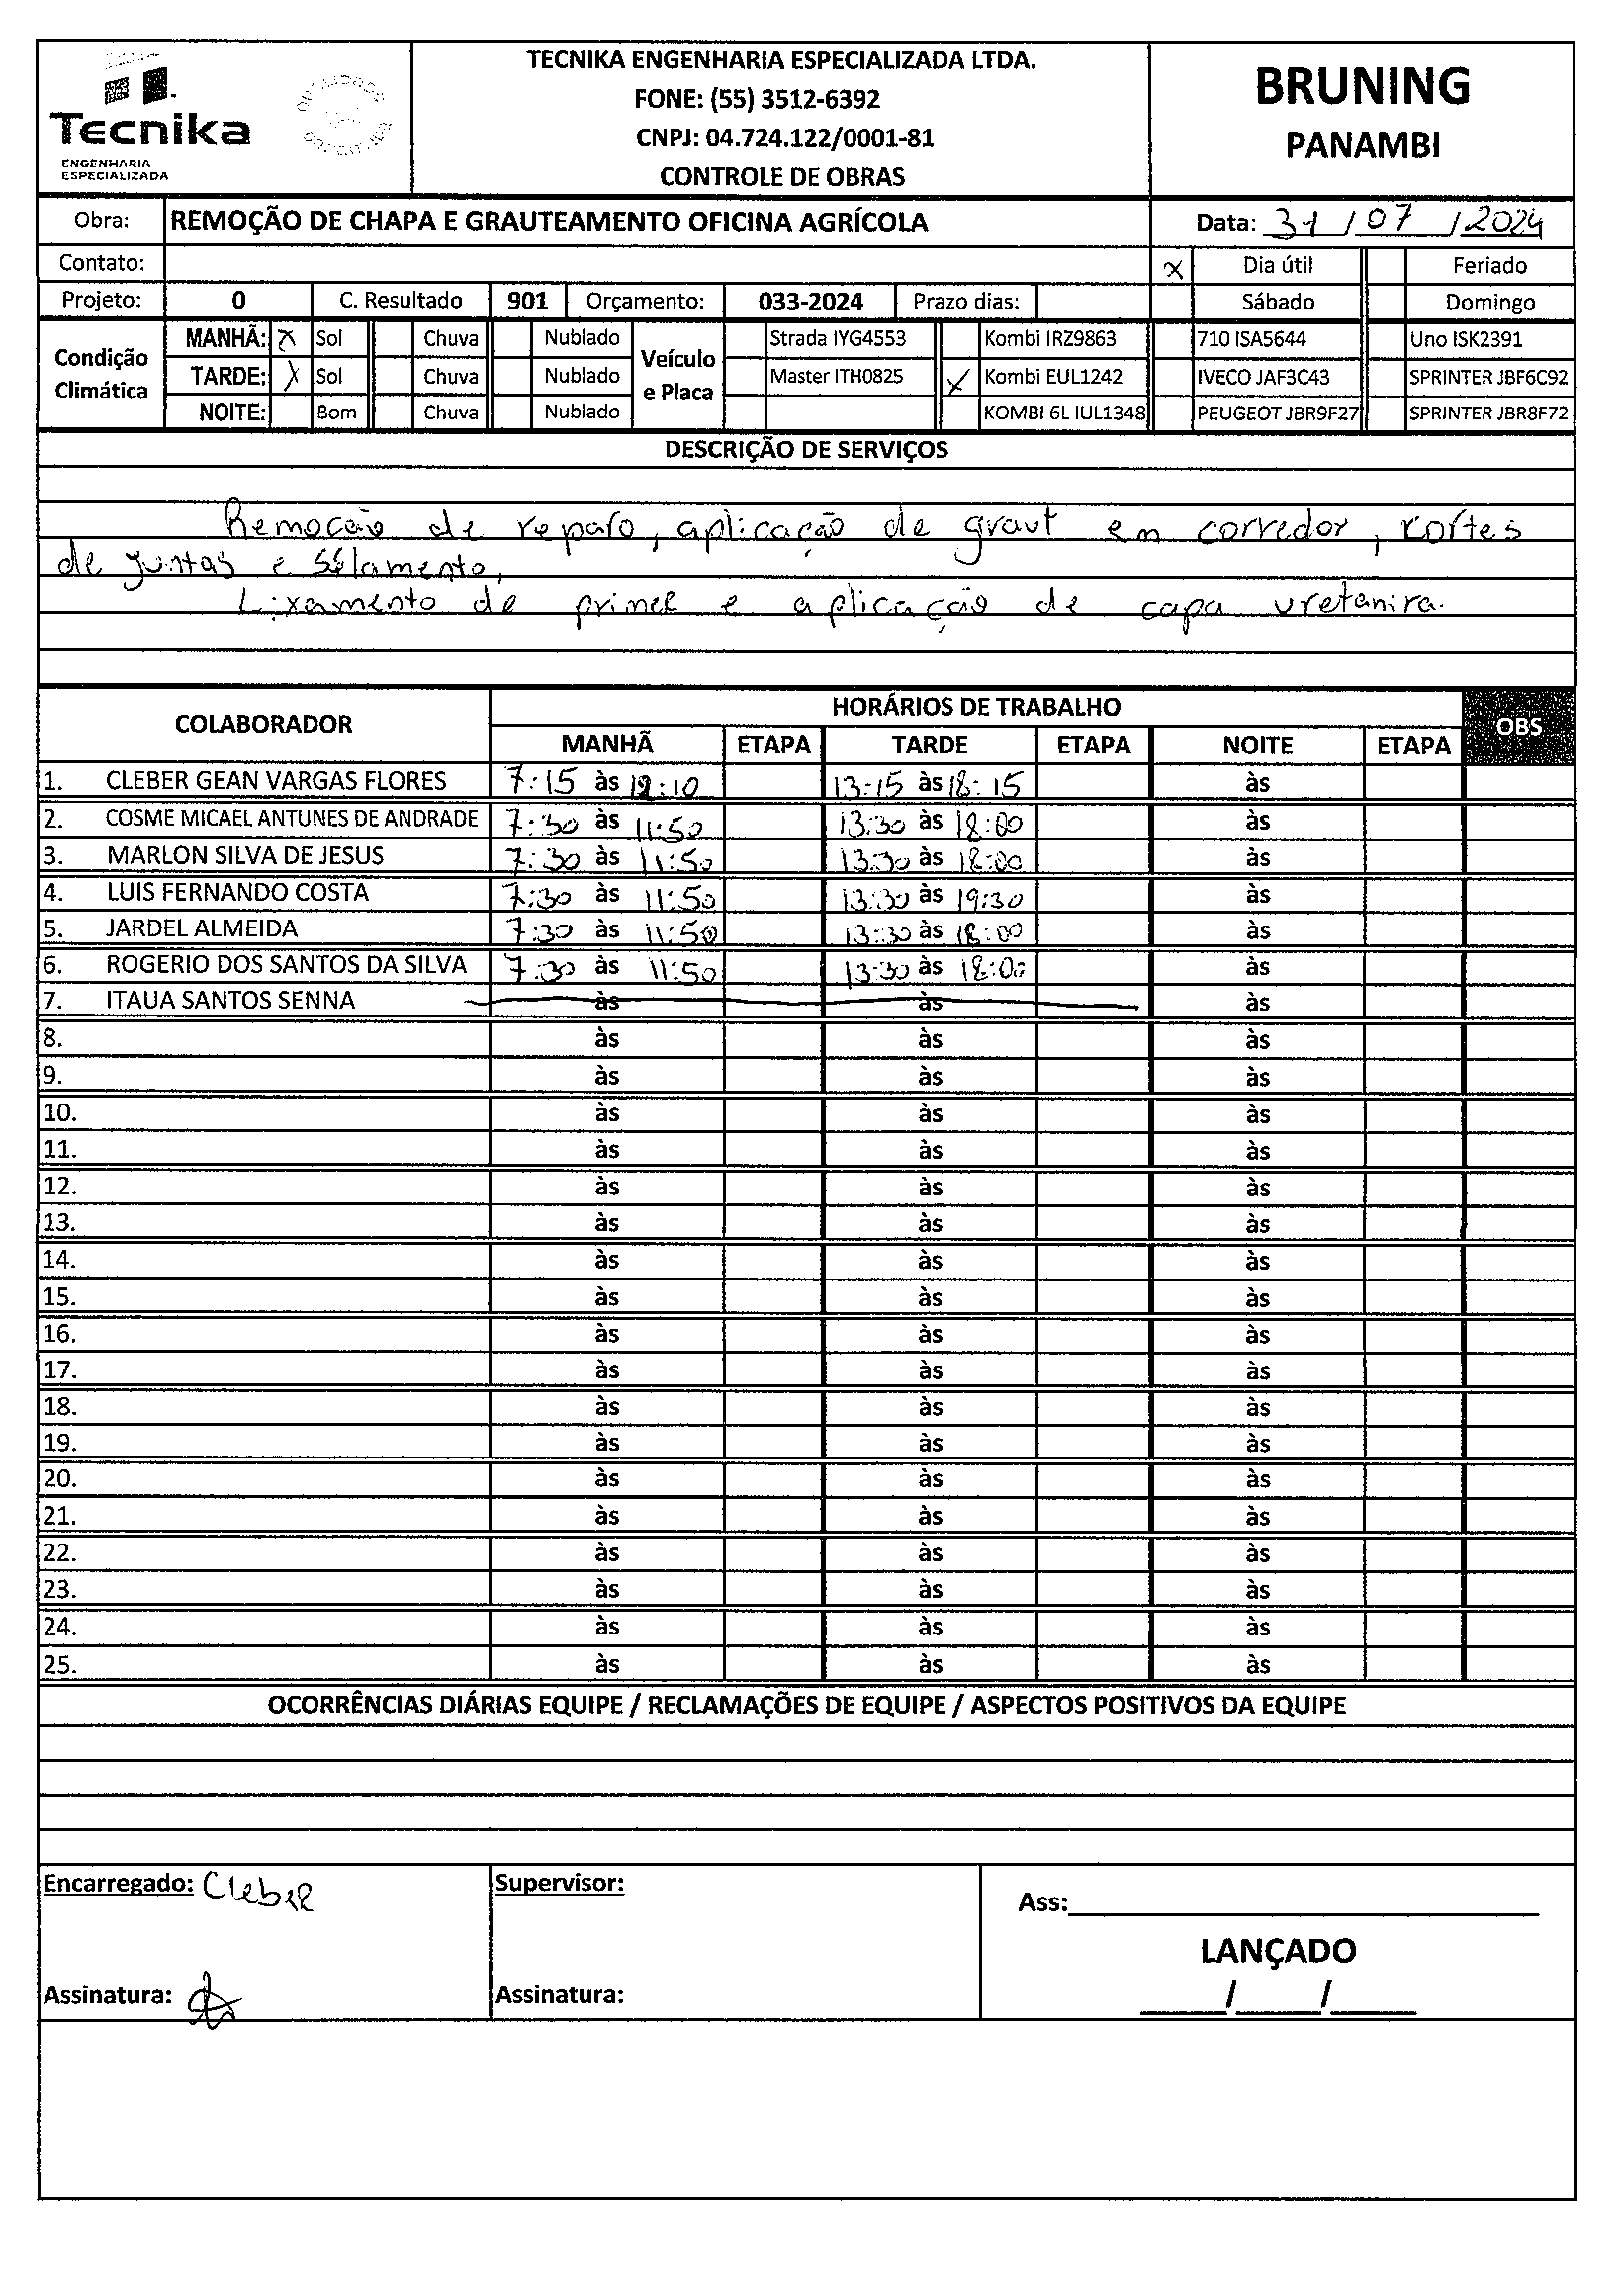 Tecnika
ENGENHARIA
ESPECIALIZADA
TECNIKA ENGENHARIA ESPECIALIZADA LTDA.
FONE: (55) 3512-6392
CNPJ: 04.724.122/0001-81
CONTROLE DE OBRAS
BRUNING
PANAMBI
Obra: REMOÇÃO DE CHAPA E GRAUTEAMENTO OFICINA AGRÍCOLA Data: 31/07/2024
Contato: x Dia útil Feriado
Projeto: 0 C. Resultado 901 Orçamento: 033-2024 Prazo dias: Sábado Domingo
Condição Climática
MANHÃ: x Sol Chuva Nublado
TARDE: x Sol Chuva Nublado
NOITE: Bom Chuva Nublado
Veículo e Placa
Strada IYG4553 Kombi IRZ9863 710 ISA5644 Uno ISK2391
Master ITH0825 x Kombi EUL1242 IVECO JAF3C43 SPRINTER JBF6C92
KOMBI 6L IUL1348 PEUGEOT JBR9F27 SPRINTER JBR8F72
DESCRIÇÃO DE SERVIÇOS
Remocão de reparo, aplicação de graut em corredor, cortes
de juntas e selamento,
Lixamento de primer e aplicação de capa uretanira.
COLABORADOR HORÁRIOS DE TRABALHO OBS
MANHÃ ETAPA TARDE ETAPA NOITE ETAPA
1. CLEBER GEAN VARGAS FLORES 7:15 às 12:10 13:15 às 18:15 às
2. COSME MICAEL ANTUNES DE ANDRADE 7:30 às 11:50 13:30 às 18:00 às
3. MARLON SILVA DE JESUS 7:30 às 11:50 13:30 às 18:00 às
4. LUIS FERNANDO COSTA 7:30 às 11:50 13:30 às 19:30 às
5. JARDEL ALMEIDA 7:30 às 11:50 13:30 às 18:00 às
6. ROGERIO DOS SANTOS DA SILVA 7:30 às 11:50 13:30 às 18:00 às
7. ITAUA SANTOS SENNA às às às
8. às às às
9. às às às
10. às às às
11. às às às
12. às às às
13. às às às
14. às às às
15. às às às
16. às às às
17. às às às
18. às às às
19. às às às
20. às às às
21. às às às
22. às às às
23. às às às
24. às às às
25. às às às
OCORRÊNCIAS DIÁRIAS EQUIPE / RECLAMAÇÕES DE EQUIPE / ASPECTOS POSITIVOS DA EQUIPE
Encarregado: Cleber
Supervisor:
Ass:
LANÇADO
Assinatura:
Assinatura:
/ /